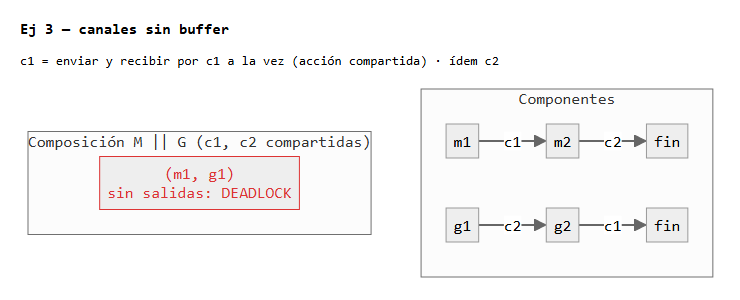 Ej 3 — canales sin buffer
c1 = enviar y recibir por c1 a la vez (acción compartida) · ídem c2
Composición M || G (c1, c2 compartidas)
(m1, g1)
sin salidas: DEADLOCK
Componentes
m1 c1 m2 c2 fin
g1 c2 g2 c1 fin